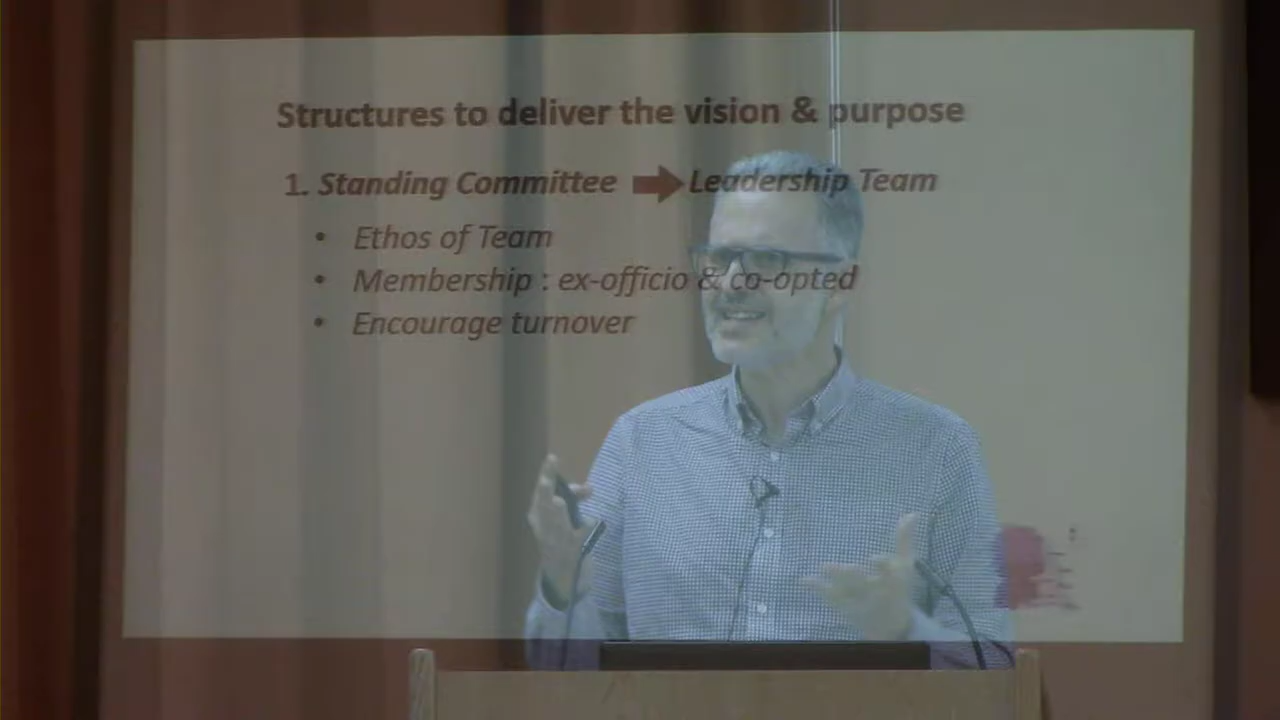 Structures to deliver the vision & purpose
1. Standing Committee ➡ Leadership Team
• Ethos of Team
• Membership : ex-officio & co-opted
• Encourage turnover